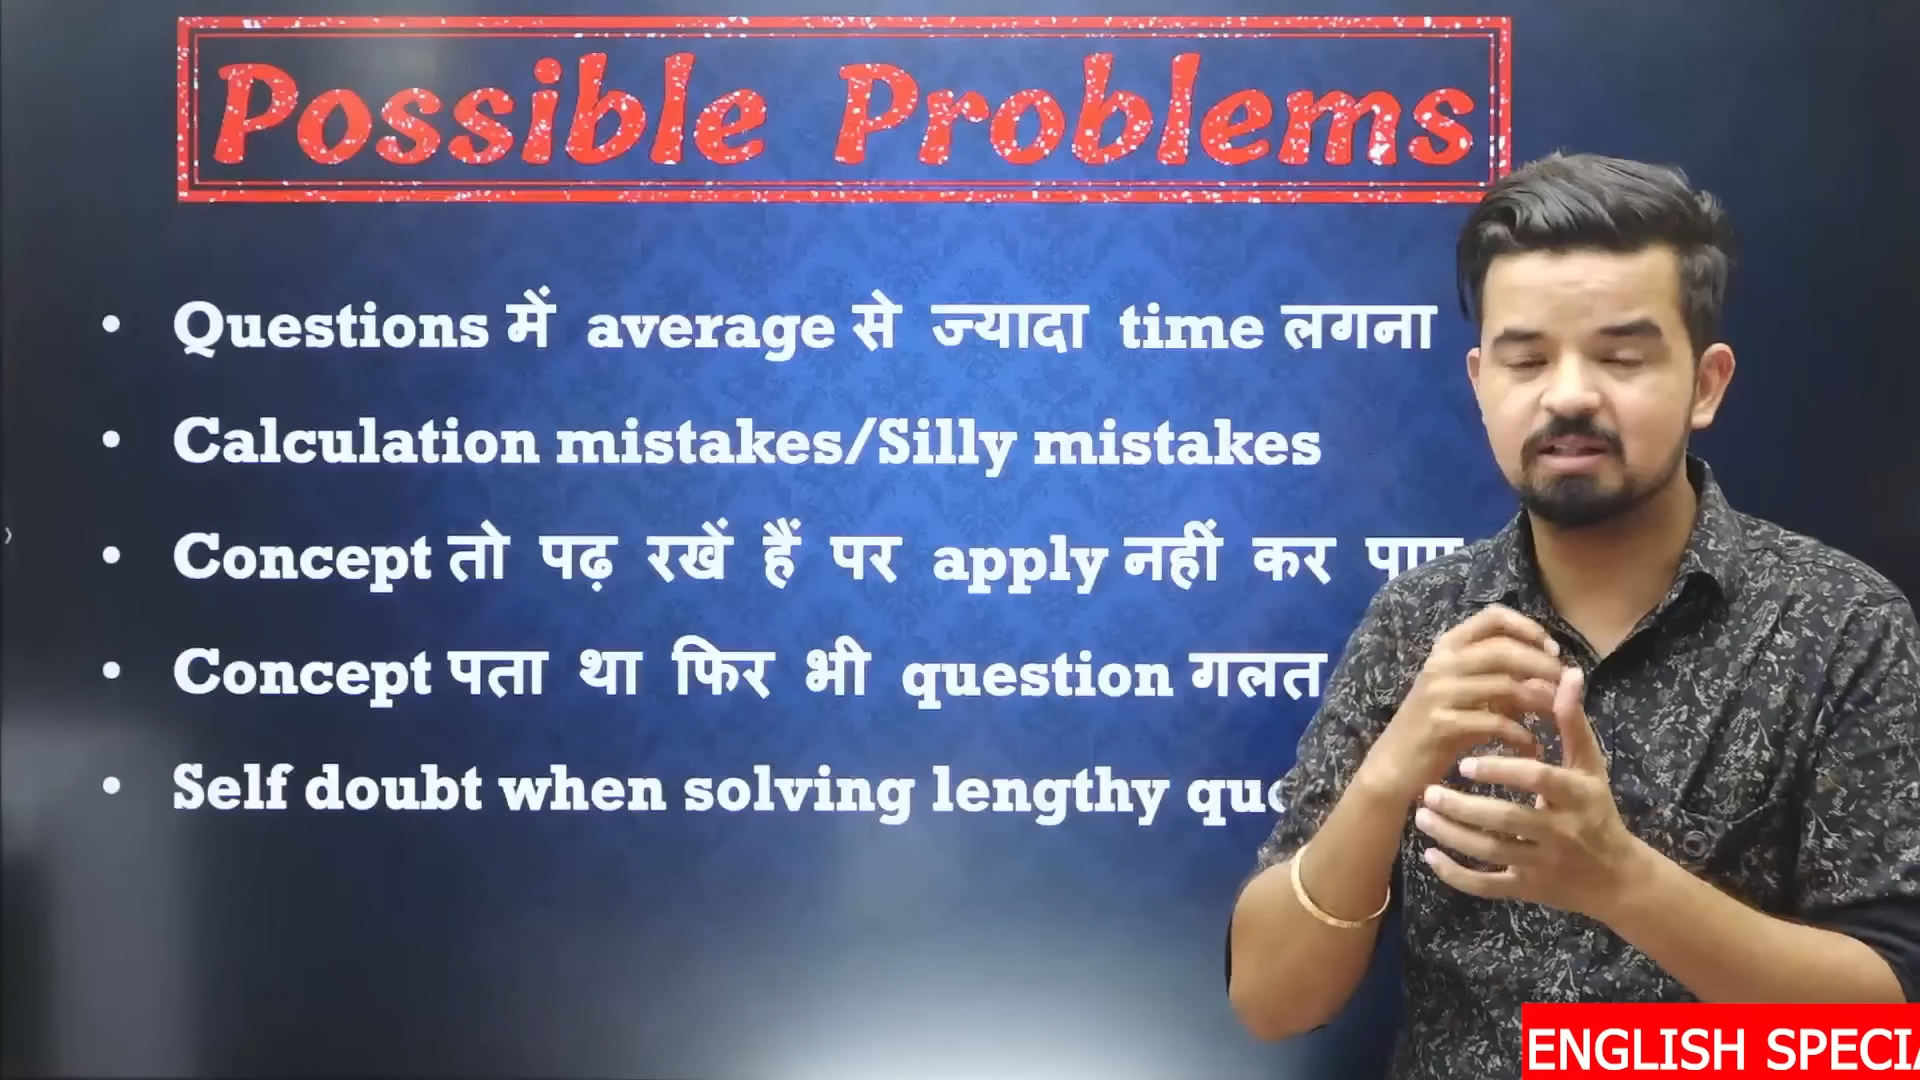 Possible Problems
• Questions में average से ज्यादा time लगना
• Calculation mistakes/Silly mistakes
• Concept तो पढ़ रखें हैं पर apply नहीं कर
• Concept पता था फिर भी question गलत
• Self doubt when solving lengthy
ENGLISH